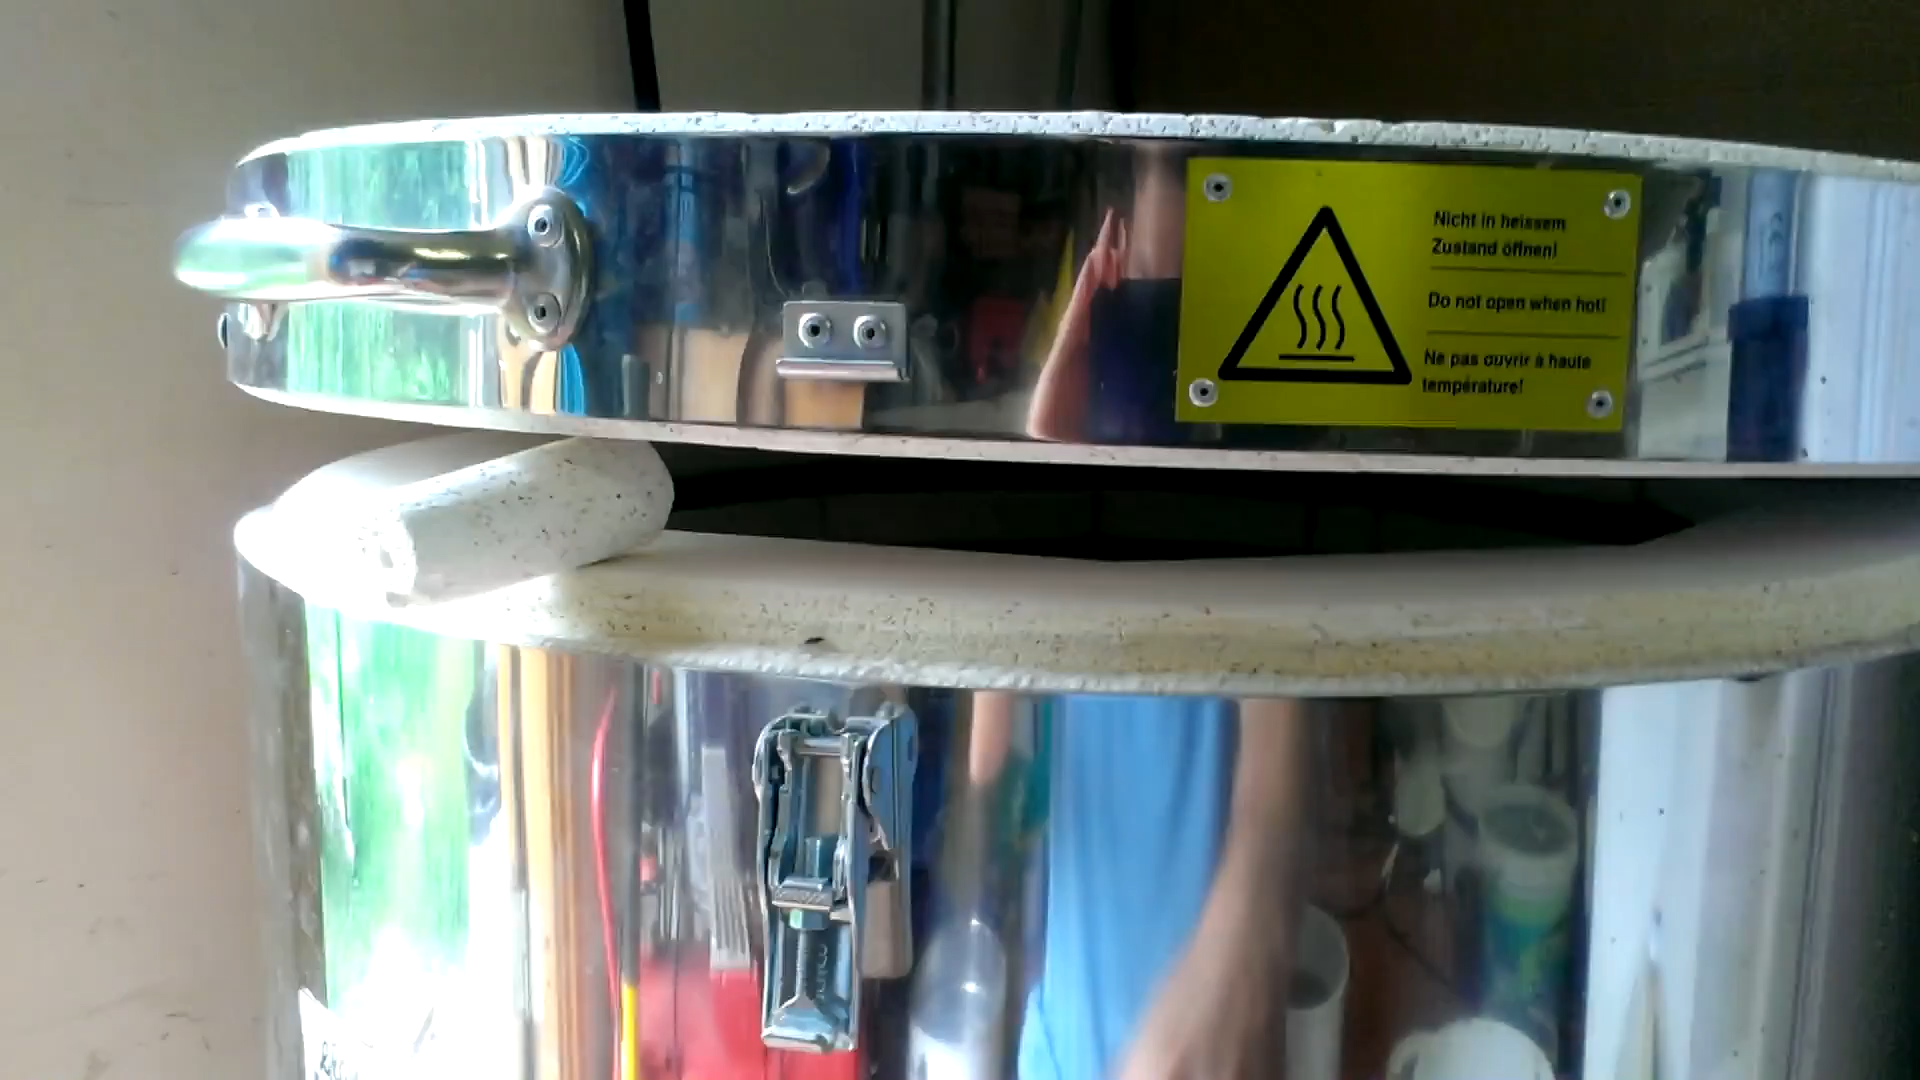 Nicht in heissem
Zustand öffnen!
Do not open when hot!
Ne pas ouvrir à haute
température!